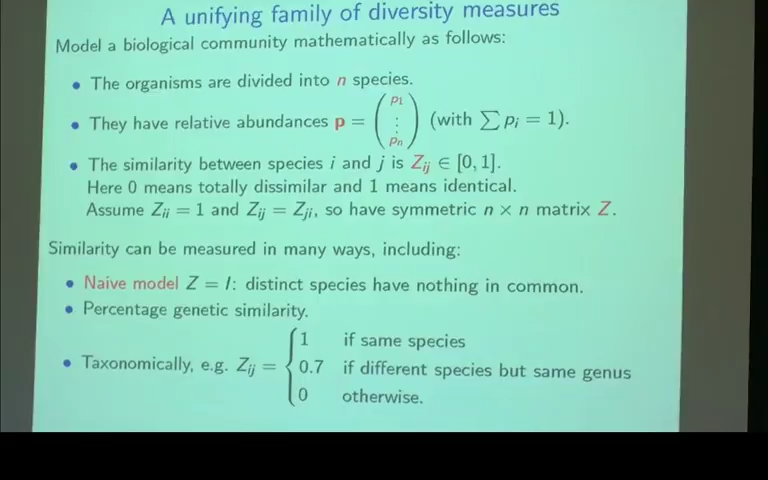 A unifying family of diversity measures
Model a biological community mathematically as follows:
• The organisms are divided into n species.
• They have relative abundances p = (p₁ ⋮ pₙ) (with ∑ pᵢ = 1).
• The similarity between species i and j is Zᵢⱼ ∈ [0, 1].
Here 0 means totally dissimilar and 1 means identical.
Assume Zᵢᵢ = 1 and Zᵢⱼ = Zⱼᵢ, so have symmetric n × n matrix Z.
Similarity can be measured in many ways, including:
• Naive model Z = I: distinct species have nothing in common.
• Percentage genetic similarity.
1 if same species
• Taxonomically, e.g. Zᵢⱼ = { 0.7 if different species but same genus
0 otherwise.